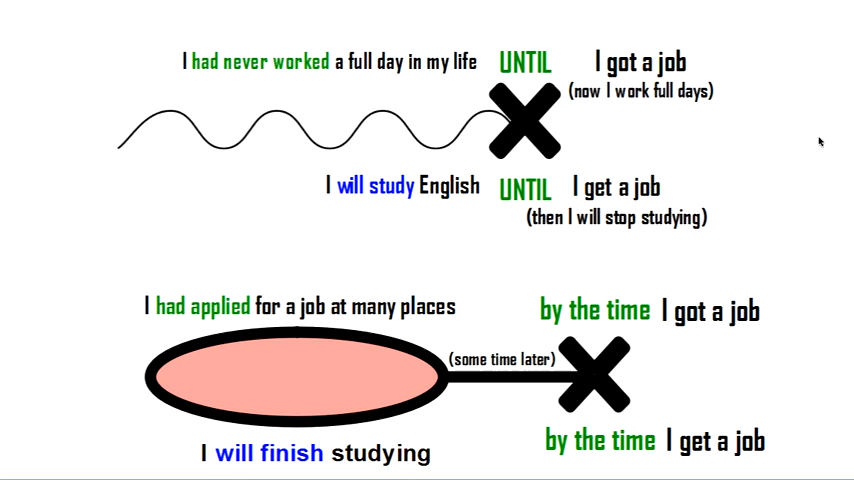 I had never worked a full day in my life UNTIL I got a job
(now I work full days)
I will study English UNTIL I get a job
(then I will stop studying)
I had applied for a job at many places by the time I got a job
(some time later)
by the time I get a job
I will finish studying